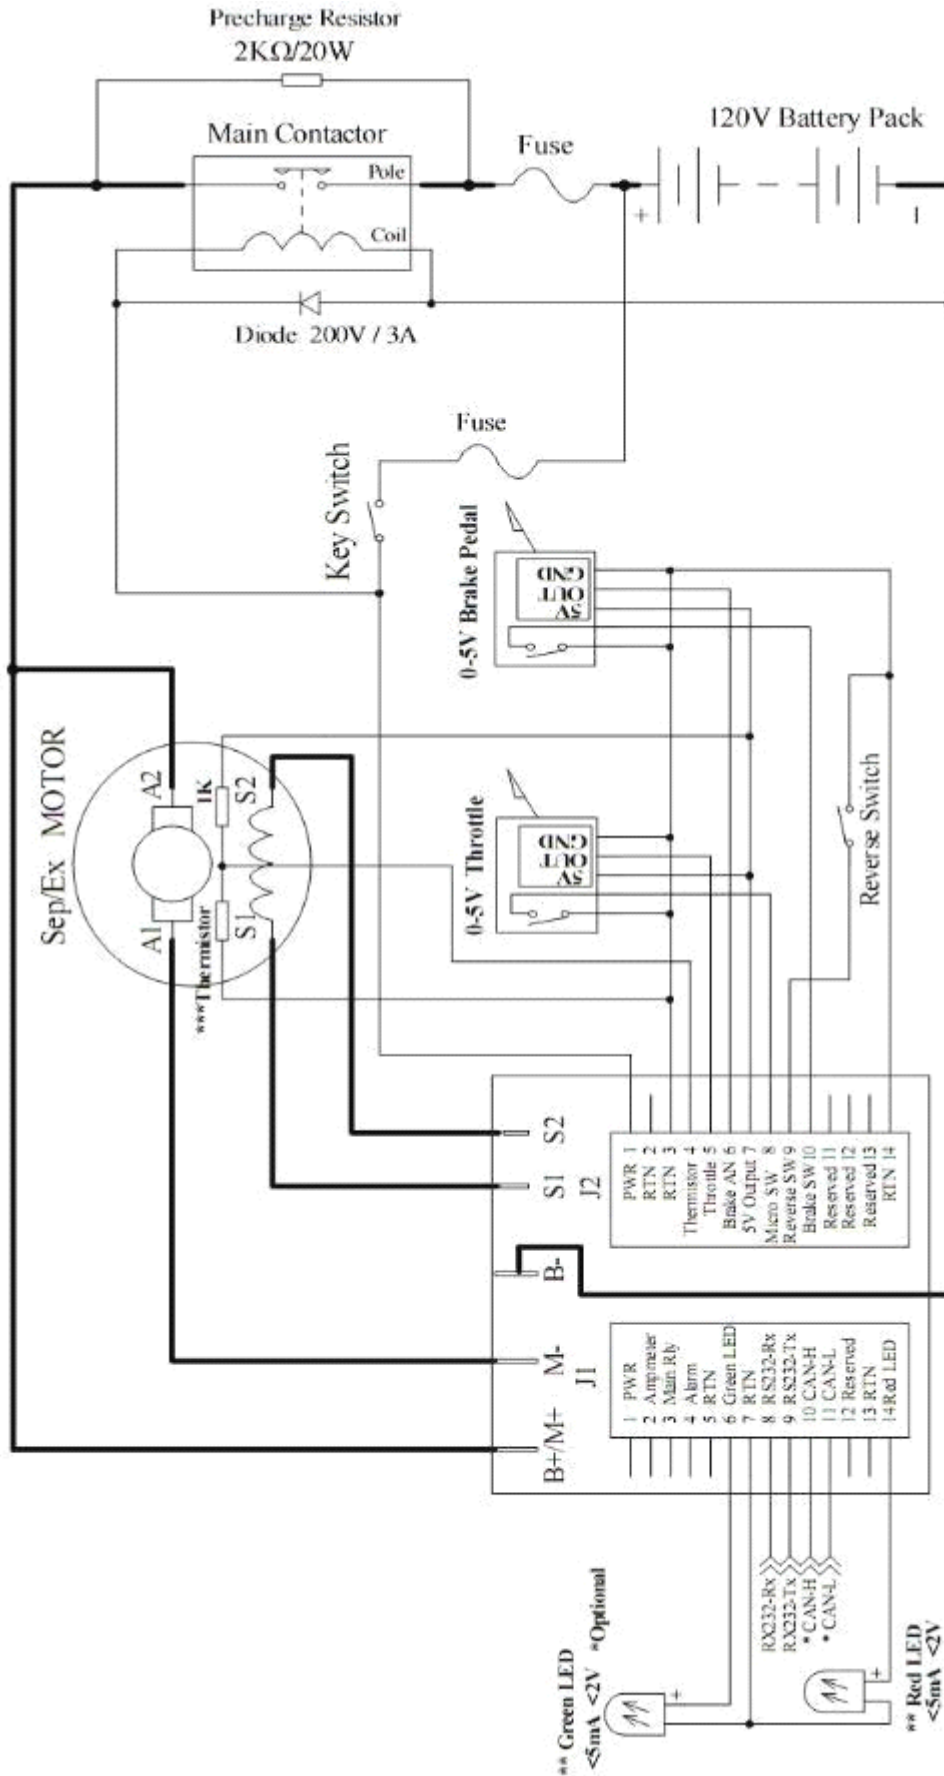 Precharge Resistor
2KΩ/20W
Main Contactor
Pole
Coil
Fuse
120V Battery Pack
+
-
Diode 200V / 3A
Fuse
Key Switch
0-5V Brake Pedal
GND
OUT
5V
Sep/Ex MOTOR
A1
A2
1K
***Thermistor
S1
S2
0-5V Throttle
GND
OUT
5V
Reverse Switch
B+/M+
M-
B-
S1
S2
J2
PWR 1
RTN 2
RTN 3
Thermistor 4
Throttle 5
Brake AN 6
5V Output 7
Micro SW 8
Reverse SW 9
Brake SW 10
Reserved 11
Reserved 12
Reserved 13
RTN 14
J1
1 PWR
2 Ampmeter
3 Main Rly
4 Alarm
5 RTN
6 Green LED
7 RTN
8 RS232-Rx
9 RS232-Tx
10 CAN-H
11 CAN-L
12 Reserved
13 RTN
14 Red LED
RX232-Rx
RX232-Tx
* CAN-H
* CAN-L
** Green LED
<5mA <2V *Optional
+
** Red LED
<5mA <2V
+